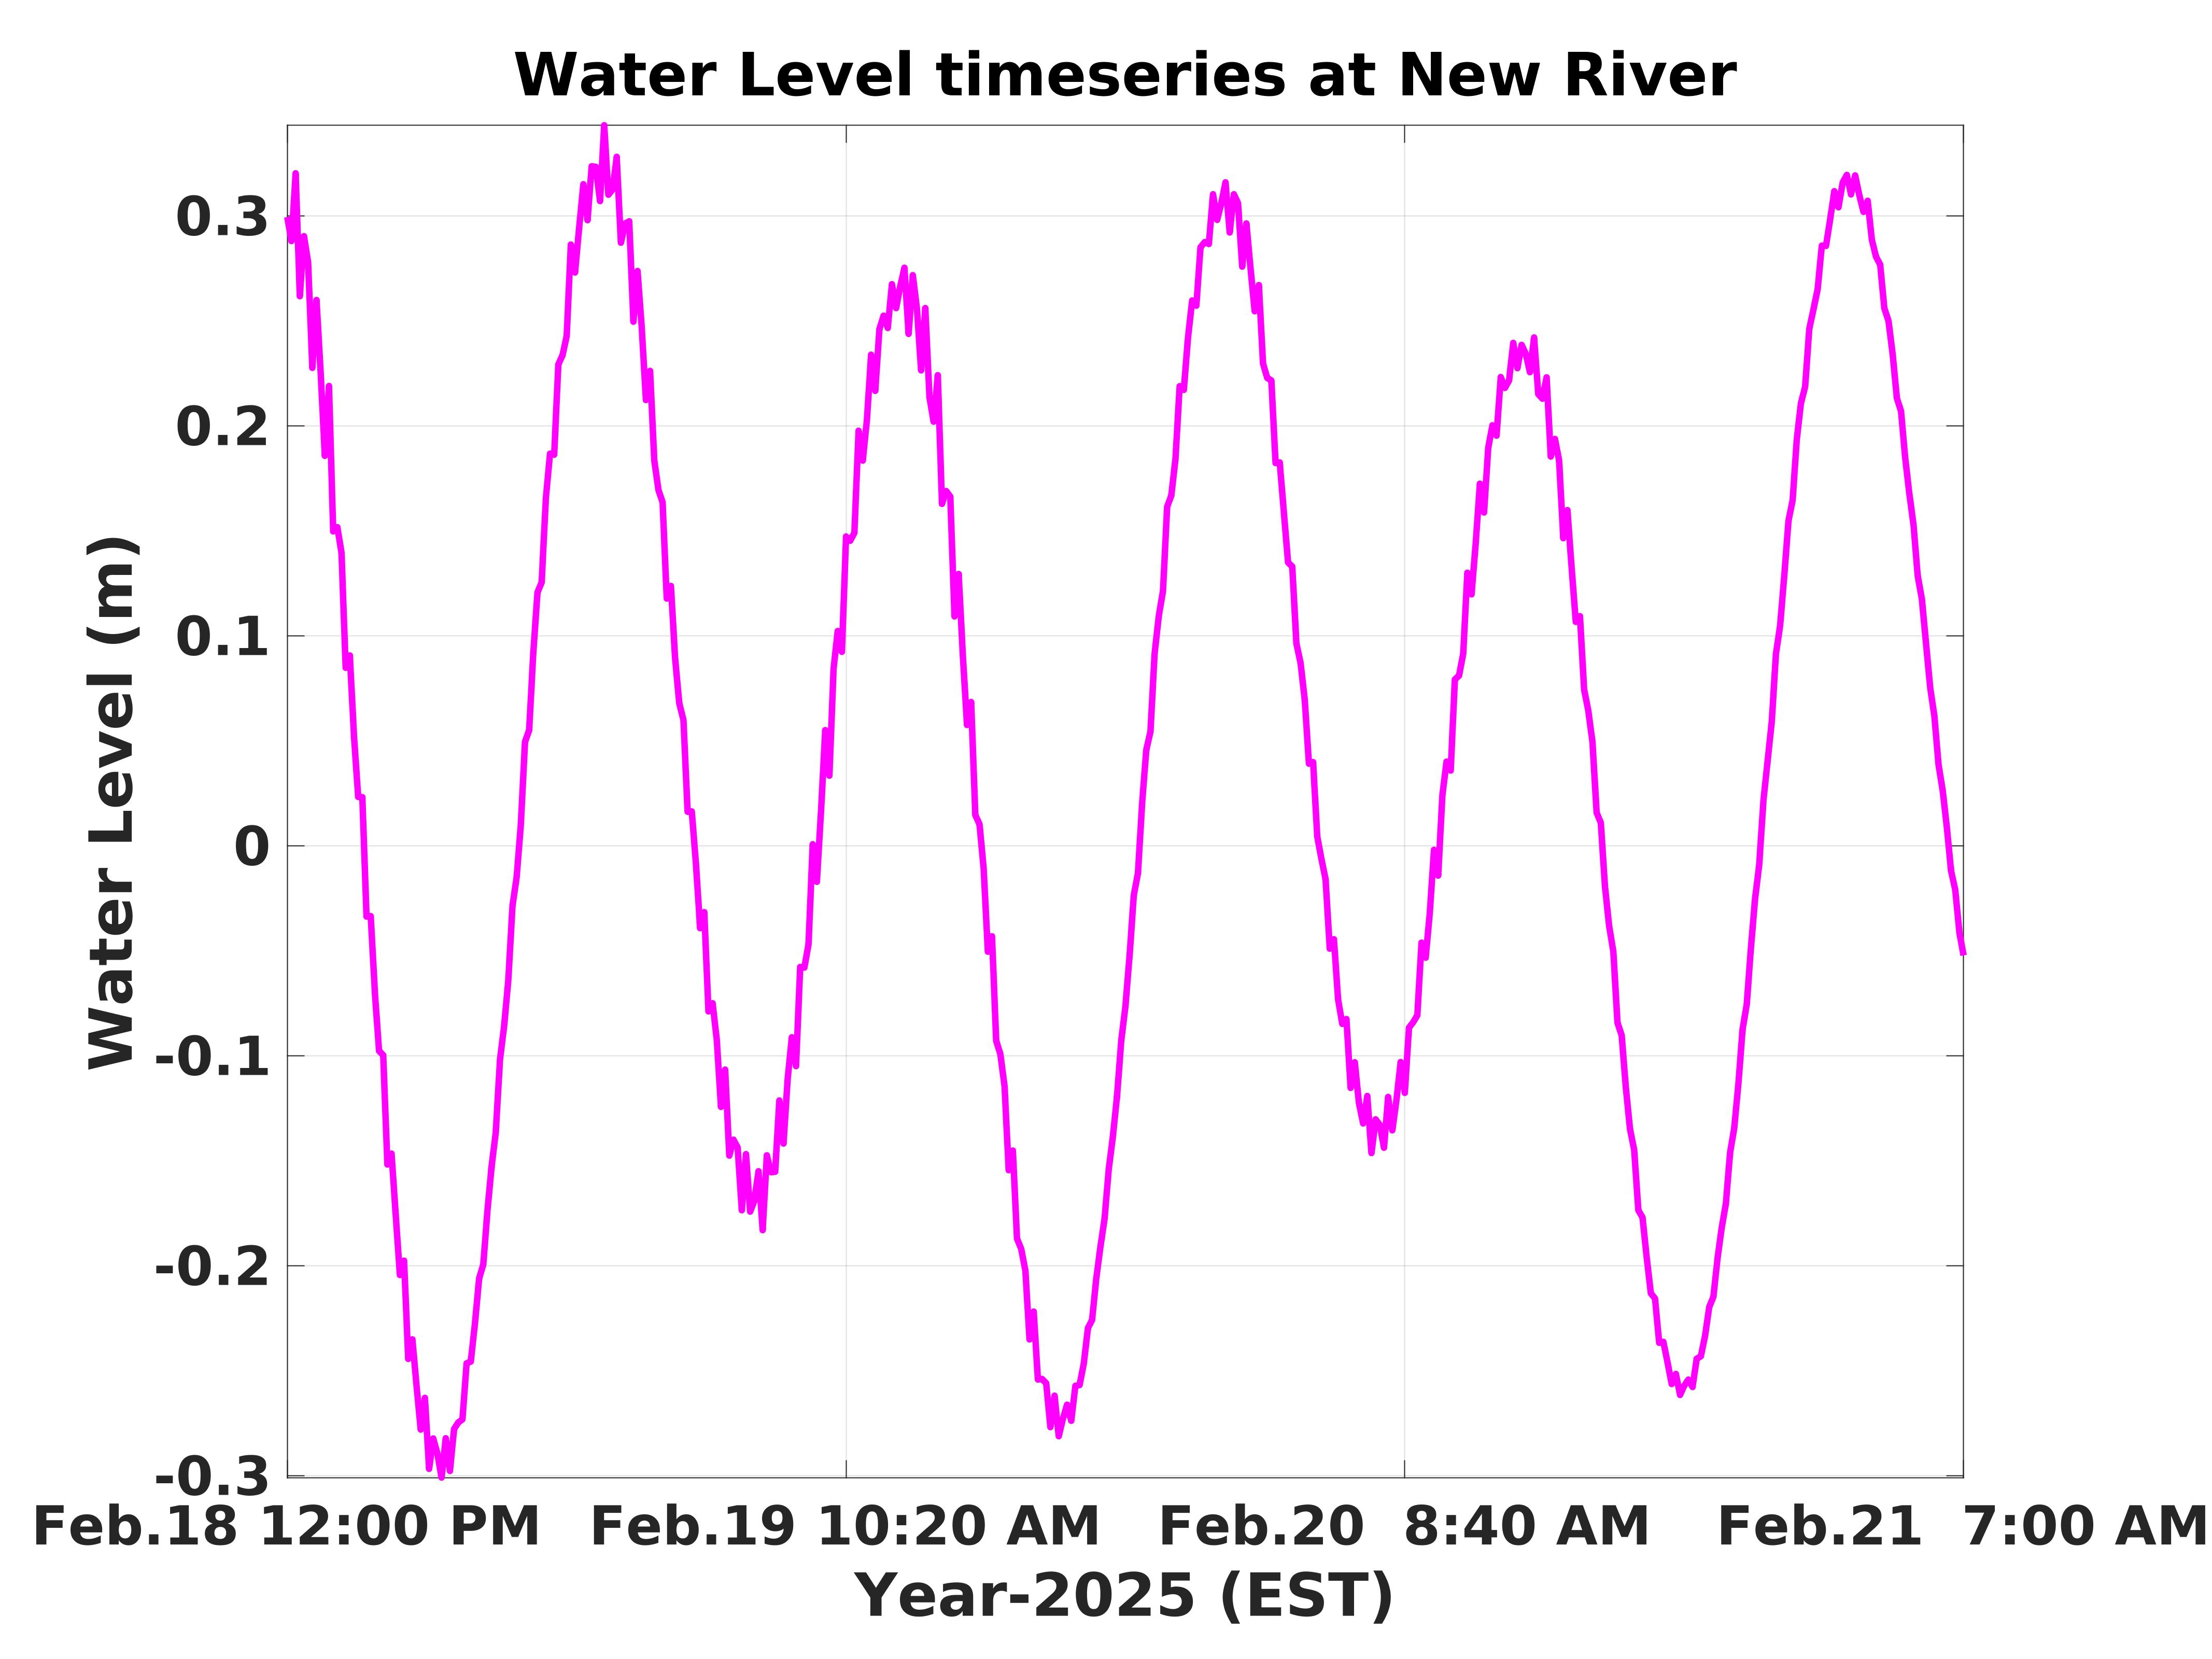 Water Level timeseries at New River
Water Level (m)
0.3
0.2
0.1
0
-0.1
-0.2
-0.3
Feb.18 12:00 PM
Feb.19 10:20 AM
Feb.20 8:40 AM
Feb.21 7:00 AM
Year-2025 (EST)